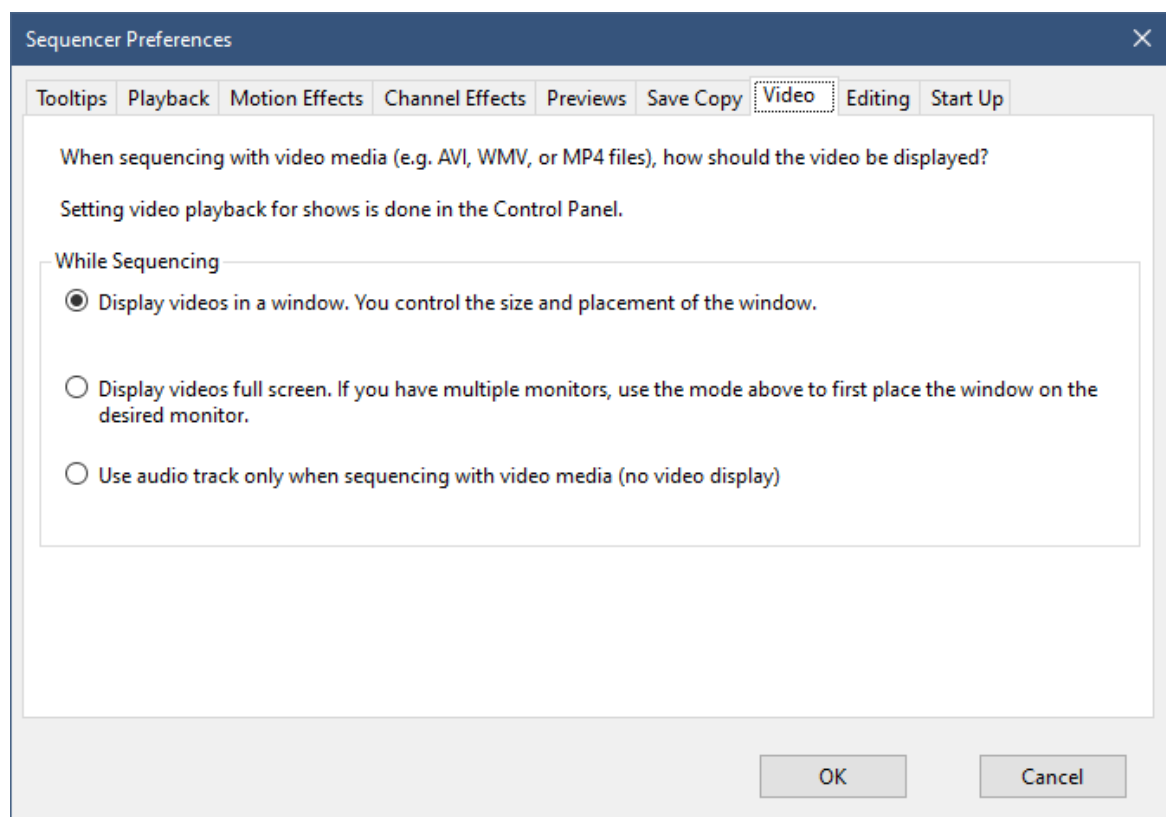 Sequencer Preferences
Tooltips Playback Motion Effects Channel Effects Previews Save Copy Video Editing Start Up
When sequencing with video media (e.g. AVI, WMV, or MP4 files), how should the video be displayed?
Setting video playback for shows is done in the Control Panel.
While Sequencing
Display videos in a window. You control the size and placement of the window.
Display videos full screen. If you have multiple monitors, use the mode above to first place the window on the
desired monitor.
Use audio track only when sequencing with video media (no video display)
OK Cancel